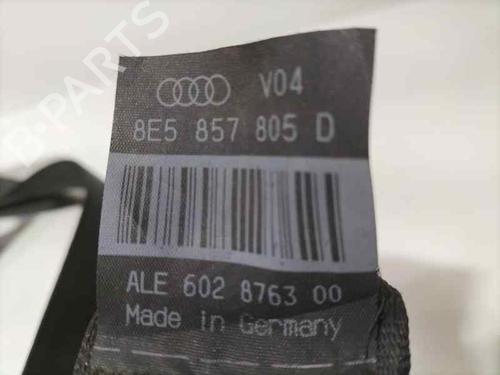 V04
8E5 857 805 D
ALE 602 8763 00
Made in Germany
B-PARTS